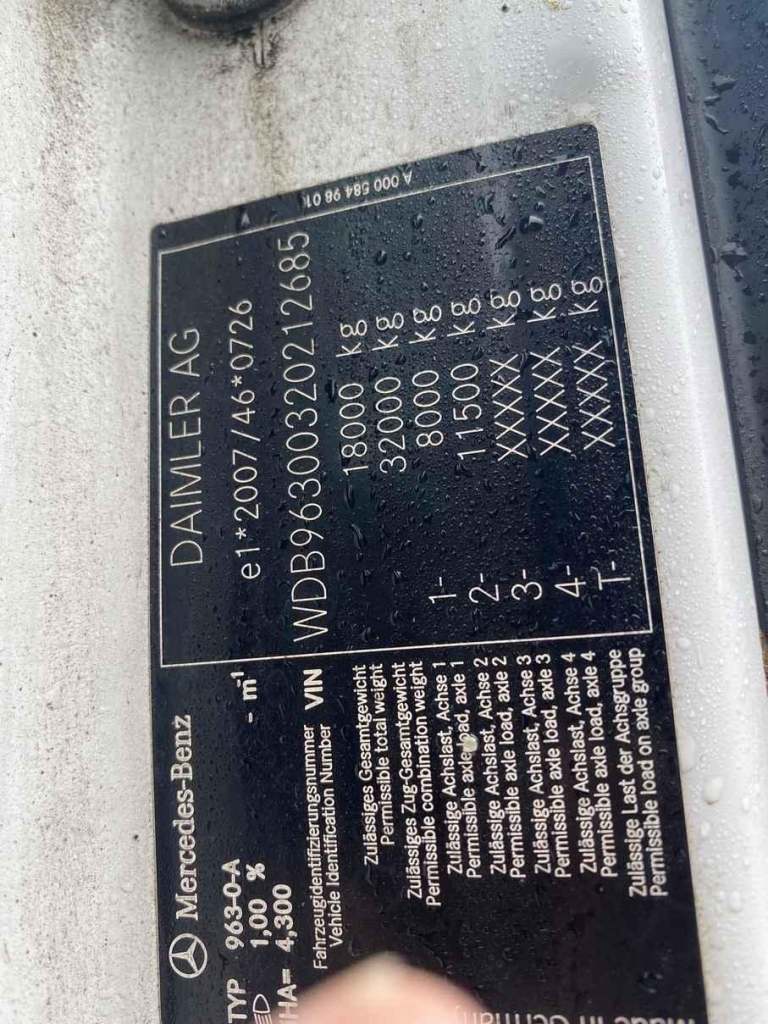 A 000 584 98 01
DAIMLER AG
e1*2007/46*0726
WDB9630032O212685
18000 kg
32000 kg
1- 8000 kg
2- 11500 kg
3- XXXXX kg
4- XXXXX kg
T- XXXXX kg
Mercedes-Benz
TYP 963-0-A - m-1
1,00 %
HA= 4,300
Fahrzeugidentifizierungsnummer
Vehicle Identification Number VIN
Zulässiges Gesamtgewicht
Permissible total weight
Zulässiges Zug-Gesamtgewicht
Permissible combination weight
Zulässige Achslast, Achse 1
Permissible axle load, axle 1
Zulässige Achslast, Achse 2
Permissible axle load, axle 2
Zulässige Achslast, Achse 3
Permissible axle load, axle 3
Zulässige Achslast, Achse 4
Permissible axle load, axle 4
Zulässige Last der Achsgruppe
Permissible load on axle group